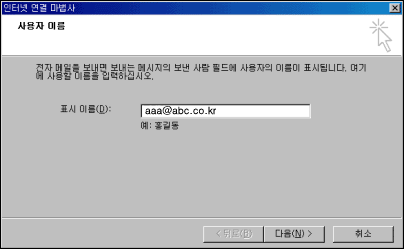 인터넷 연결 마법사
사용자 이름
전자 메일을 보내면 보내는 메시지의 보낸 사람 필드에 사용자의 이름이 표시됩니다. 여기
에 사용할 이름을 입력하십시오.
표시 이름(D): aaa@abc.co.kr
예: 홍길동
< 뒤로(B) 다음(N) > 취소